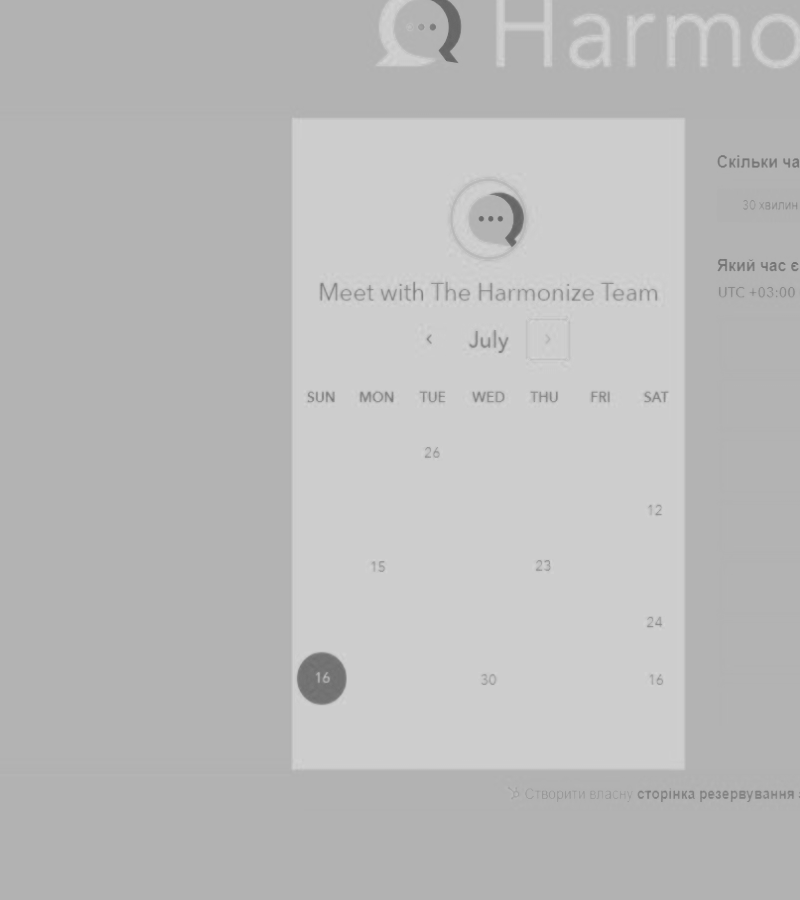 Harmo
Meet with The Harmonize Team
‹ July ›
SUN MON TUE WED THU FRI SAT
26
12
15 23
24
16 30 16
Скільки ча
30 хвилин
Який час є
UTC +03:00
Створити власну сторінка резервування